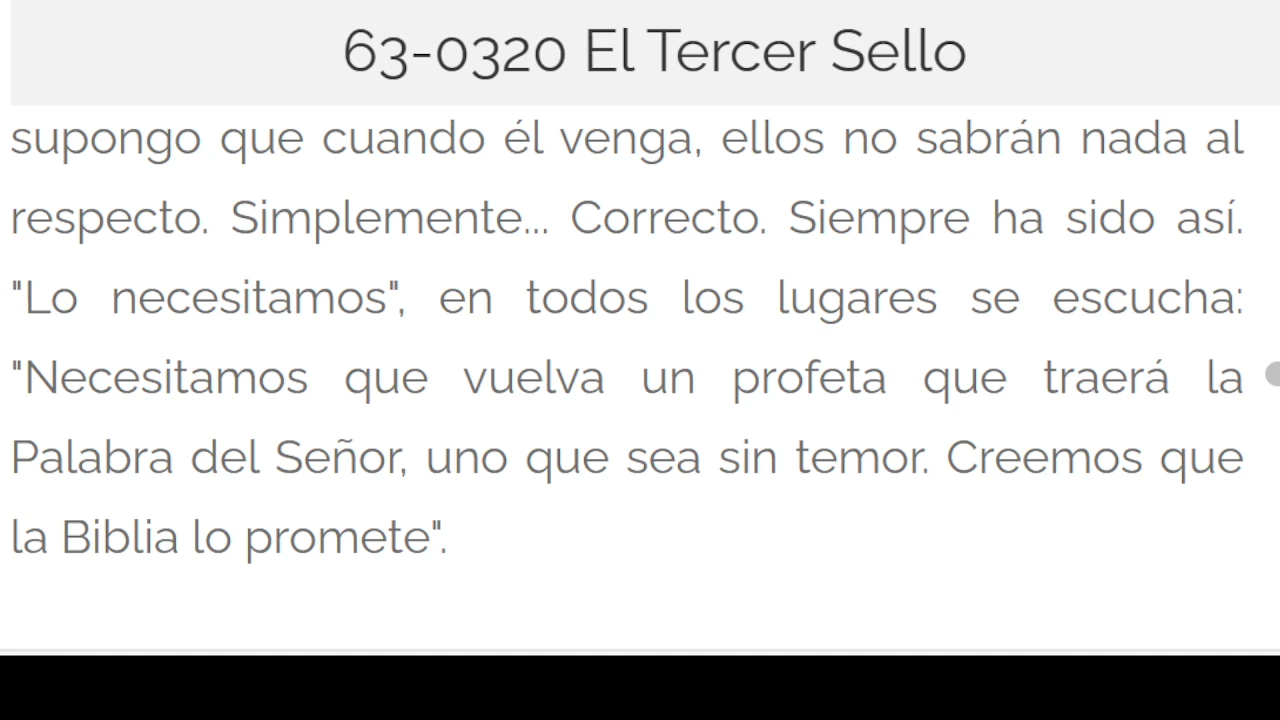 63-0320 El Tercer Sello
supongo que cuando él venga, ellos no sabrán nada al
respecto. Simplemente... Correcto. Siempre ha sido así.
"Lo necesitamos", en todos los lugares se escucha:
"Necesitamos que vuelva un profeta que traerá la
Palabra del Señor, uno que sea sin temor. Creemos que
la Biblia lo promete".